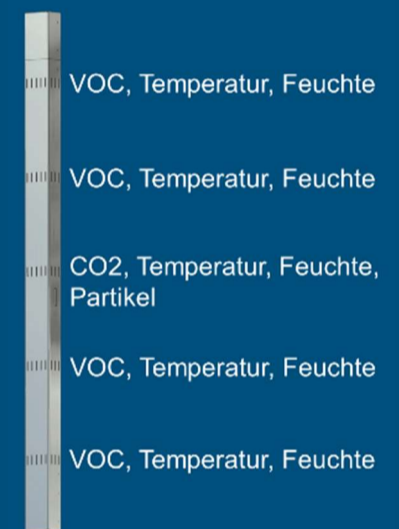 VOC, Temperatur, Feuchte
VOC, Temperatur, Feuchte
CO2, Temperatur, Feuchte,
Partikel
VOC, Temperatur, Feuchte
VOC, Temperatur, Feuchte